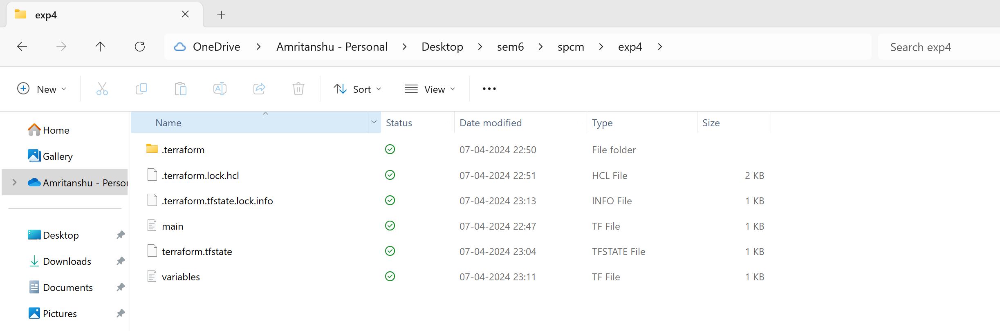 exp4
OneDrive > Amritanshu - Personal > Desktop > sem6 > spcm > exp4 >
Search exp4
New
Sort
View
Name Status Date modified Type Size
Home
Gallery
Amritanshu - Person
Desktop
Downloads
Documents
Pictures
.terraform 07-04-2024 22:50 File folder
.terraform.lock.hcl 07-04-2024 22:51 HCL File 2 KB
.terraform.tfstate.lock.info 07-04-2024 23:13 INFO File 1 KB
main 07-04-2024 22:47 TF File 1 KB
terraform.tfstate 07-04-2024 23:04 TFSTATE File 1 KB
variables 07-04-2024 23:11 TF File 1 KB